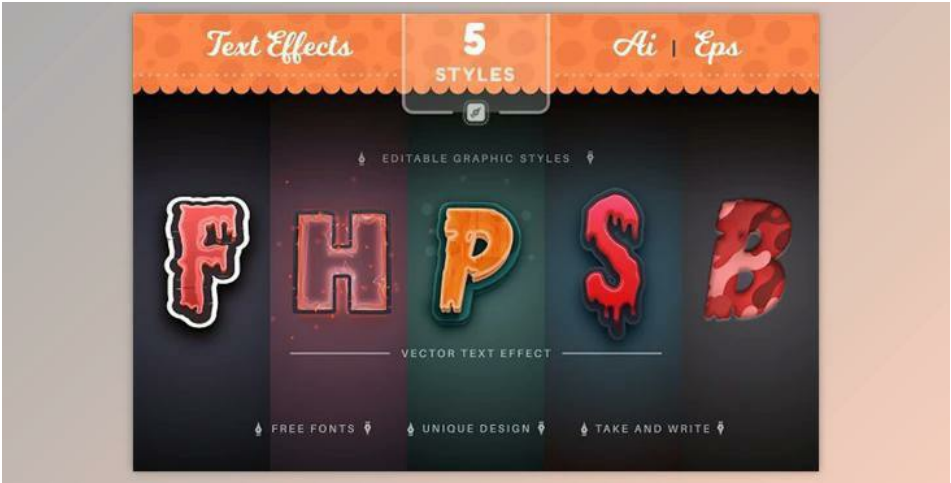 Text Effects
5
STYLES
Ai | Eps
EDITABLE GRAPHIC STYLES
F H P S B
VECTOR TEXT EFFECT
FREE FONTS
UNIQUE DESIGN
TAKE AND WRITE